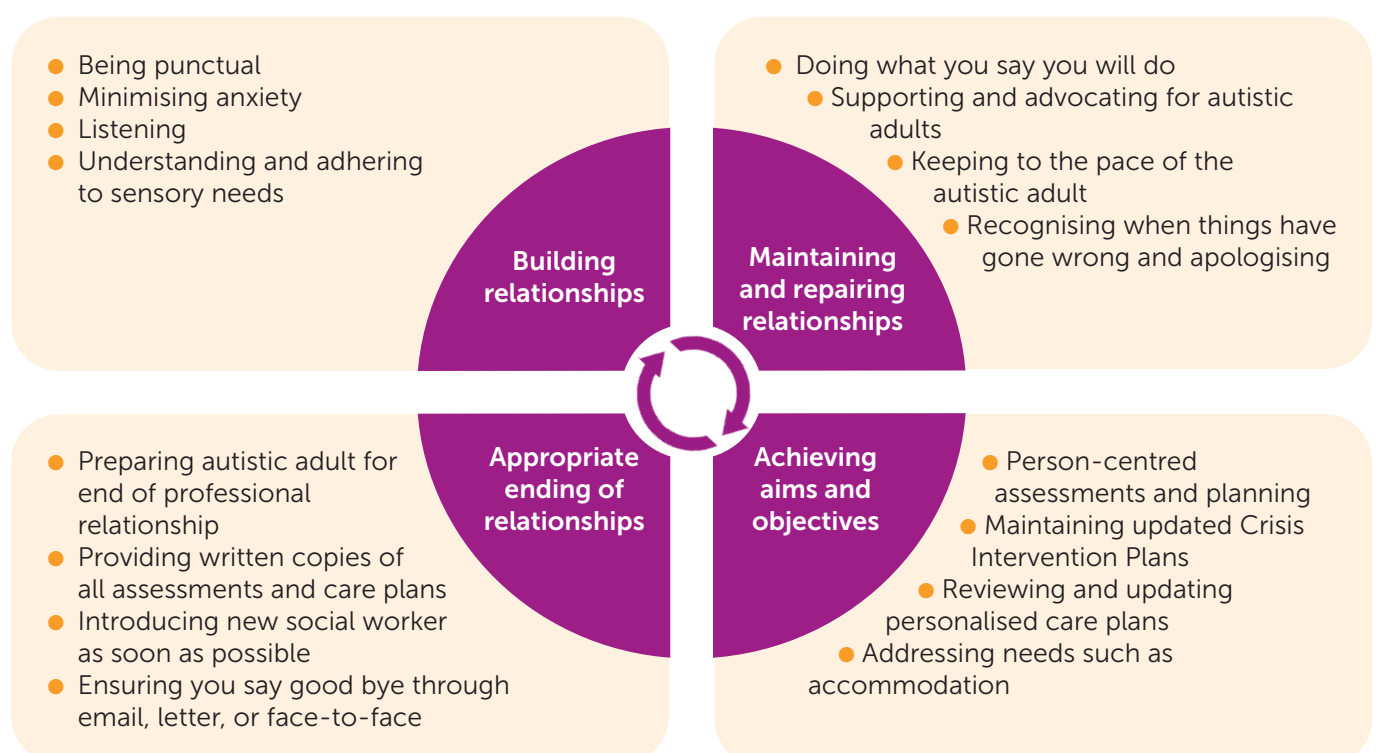 ● Being punctual
● Minimising anxiety
● Listening
● Understanding and adhering
to sensory needs
Building
relationships
● Doing what you say you will do
● Supporting and advocating for autistic
adults
● Keeping to the pace of the
autistic adult
● Recognising when things have
gone wrong and apologising
Maintaining
and repairing
relationships
● Preparing autistic adult for
end of professional
relationship
● Providing written copies of
all assessments and care plans
● Introducing new social worker
as soon as possible
● Ensuring you say good bye through
email, letter, or face-to-face
Appropriate
ending of
relationships
Achieving
aims and
objectives
● Person-centred
assessments and planning
● Maintaining updated Crisis
Intervention Plans
● Reviewing and updating
personalised care plans
● Addressing needs such as
accommodation